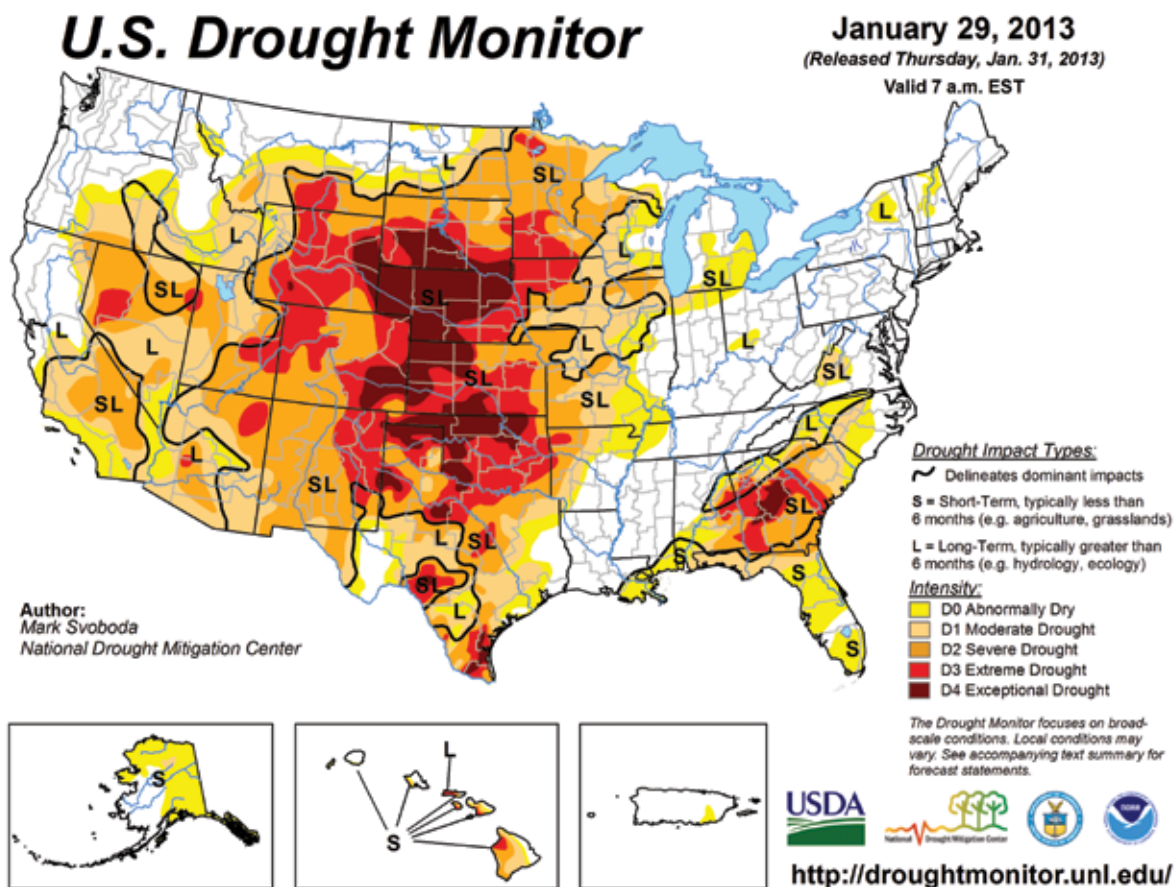 U.S. Drought Monitor
January 29, 2013
(Released Thursday, Jan. 31, 2013)
Valid 7 a.m. EST
L
SL
SL
L
L
L
SL
SL
SL
L
L
L
L
SL
SL
SL
SL
L
L
SL
L
SL
SL
SL
L
S
S
S
Drought Impact Types:
Delineates dominant impacts
S = Short-Term, typically less than
6 months (e.g. agriculture, grasslands)
L = Long-Term, typically greater than
6 months (e.g. hydrology, ecology)
Intensity:
D0 Abnormally Dry
D1 Moderate Drought
D2 Severe Drought
D3 Extreme Drought
D4 Exceptional Drought
Author:
Mark Svoboda
National Drought Mitigation Center
The Drought Monitor focuses on broad-
scale conditions. Local conditions may
vary. See accompanying text summary for
forecast statements.
S
L
S
USDA
National Drought Mitigation Center
http://droughtmonitor.unl.edu/